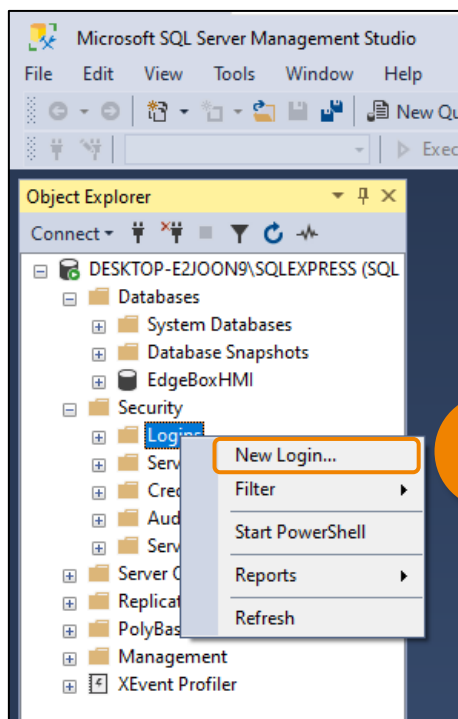 Microsoft SQL Server Management Studio
File Edit View Tools Window Help
New Qu
Exec
Object Explorer
Connect
DESKTOP-E2JOON9\SQLEXPRESS (SQL
Databases
System Databases
Database Snapshots
EdgeBoxHMI
Security
Logins
New Login...
Serv
Filter
Cred
Aud
Start PowerShell
Serv
Server O
Reports
Replicat
PolyBas
Refresh
Management
XEvent Profiler